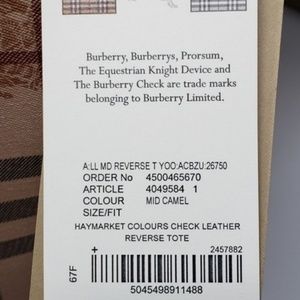 Burberry, Burberrys, Prorsum,
The Equestrian Knight Device and
The Burberry Check are trade marks
belonging to Burberry Limited.
A:LL MD REVERSE T YOO:ACBZU:26750
ORDER No 4500465670
ARTICLE 4049584 1
COLOUR MID CAMEL
SIZE/FIT
HAYMARKET COLOURS CHECK LEATHER
REVERSE TOTE
+ 2457882
67F
5045498911488